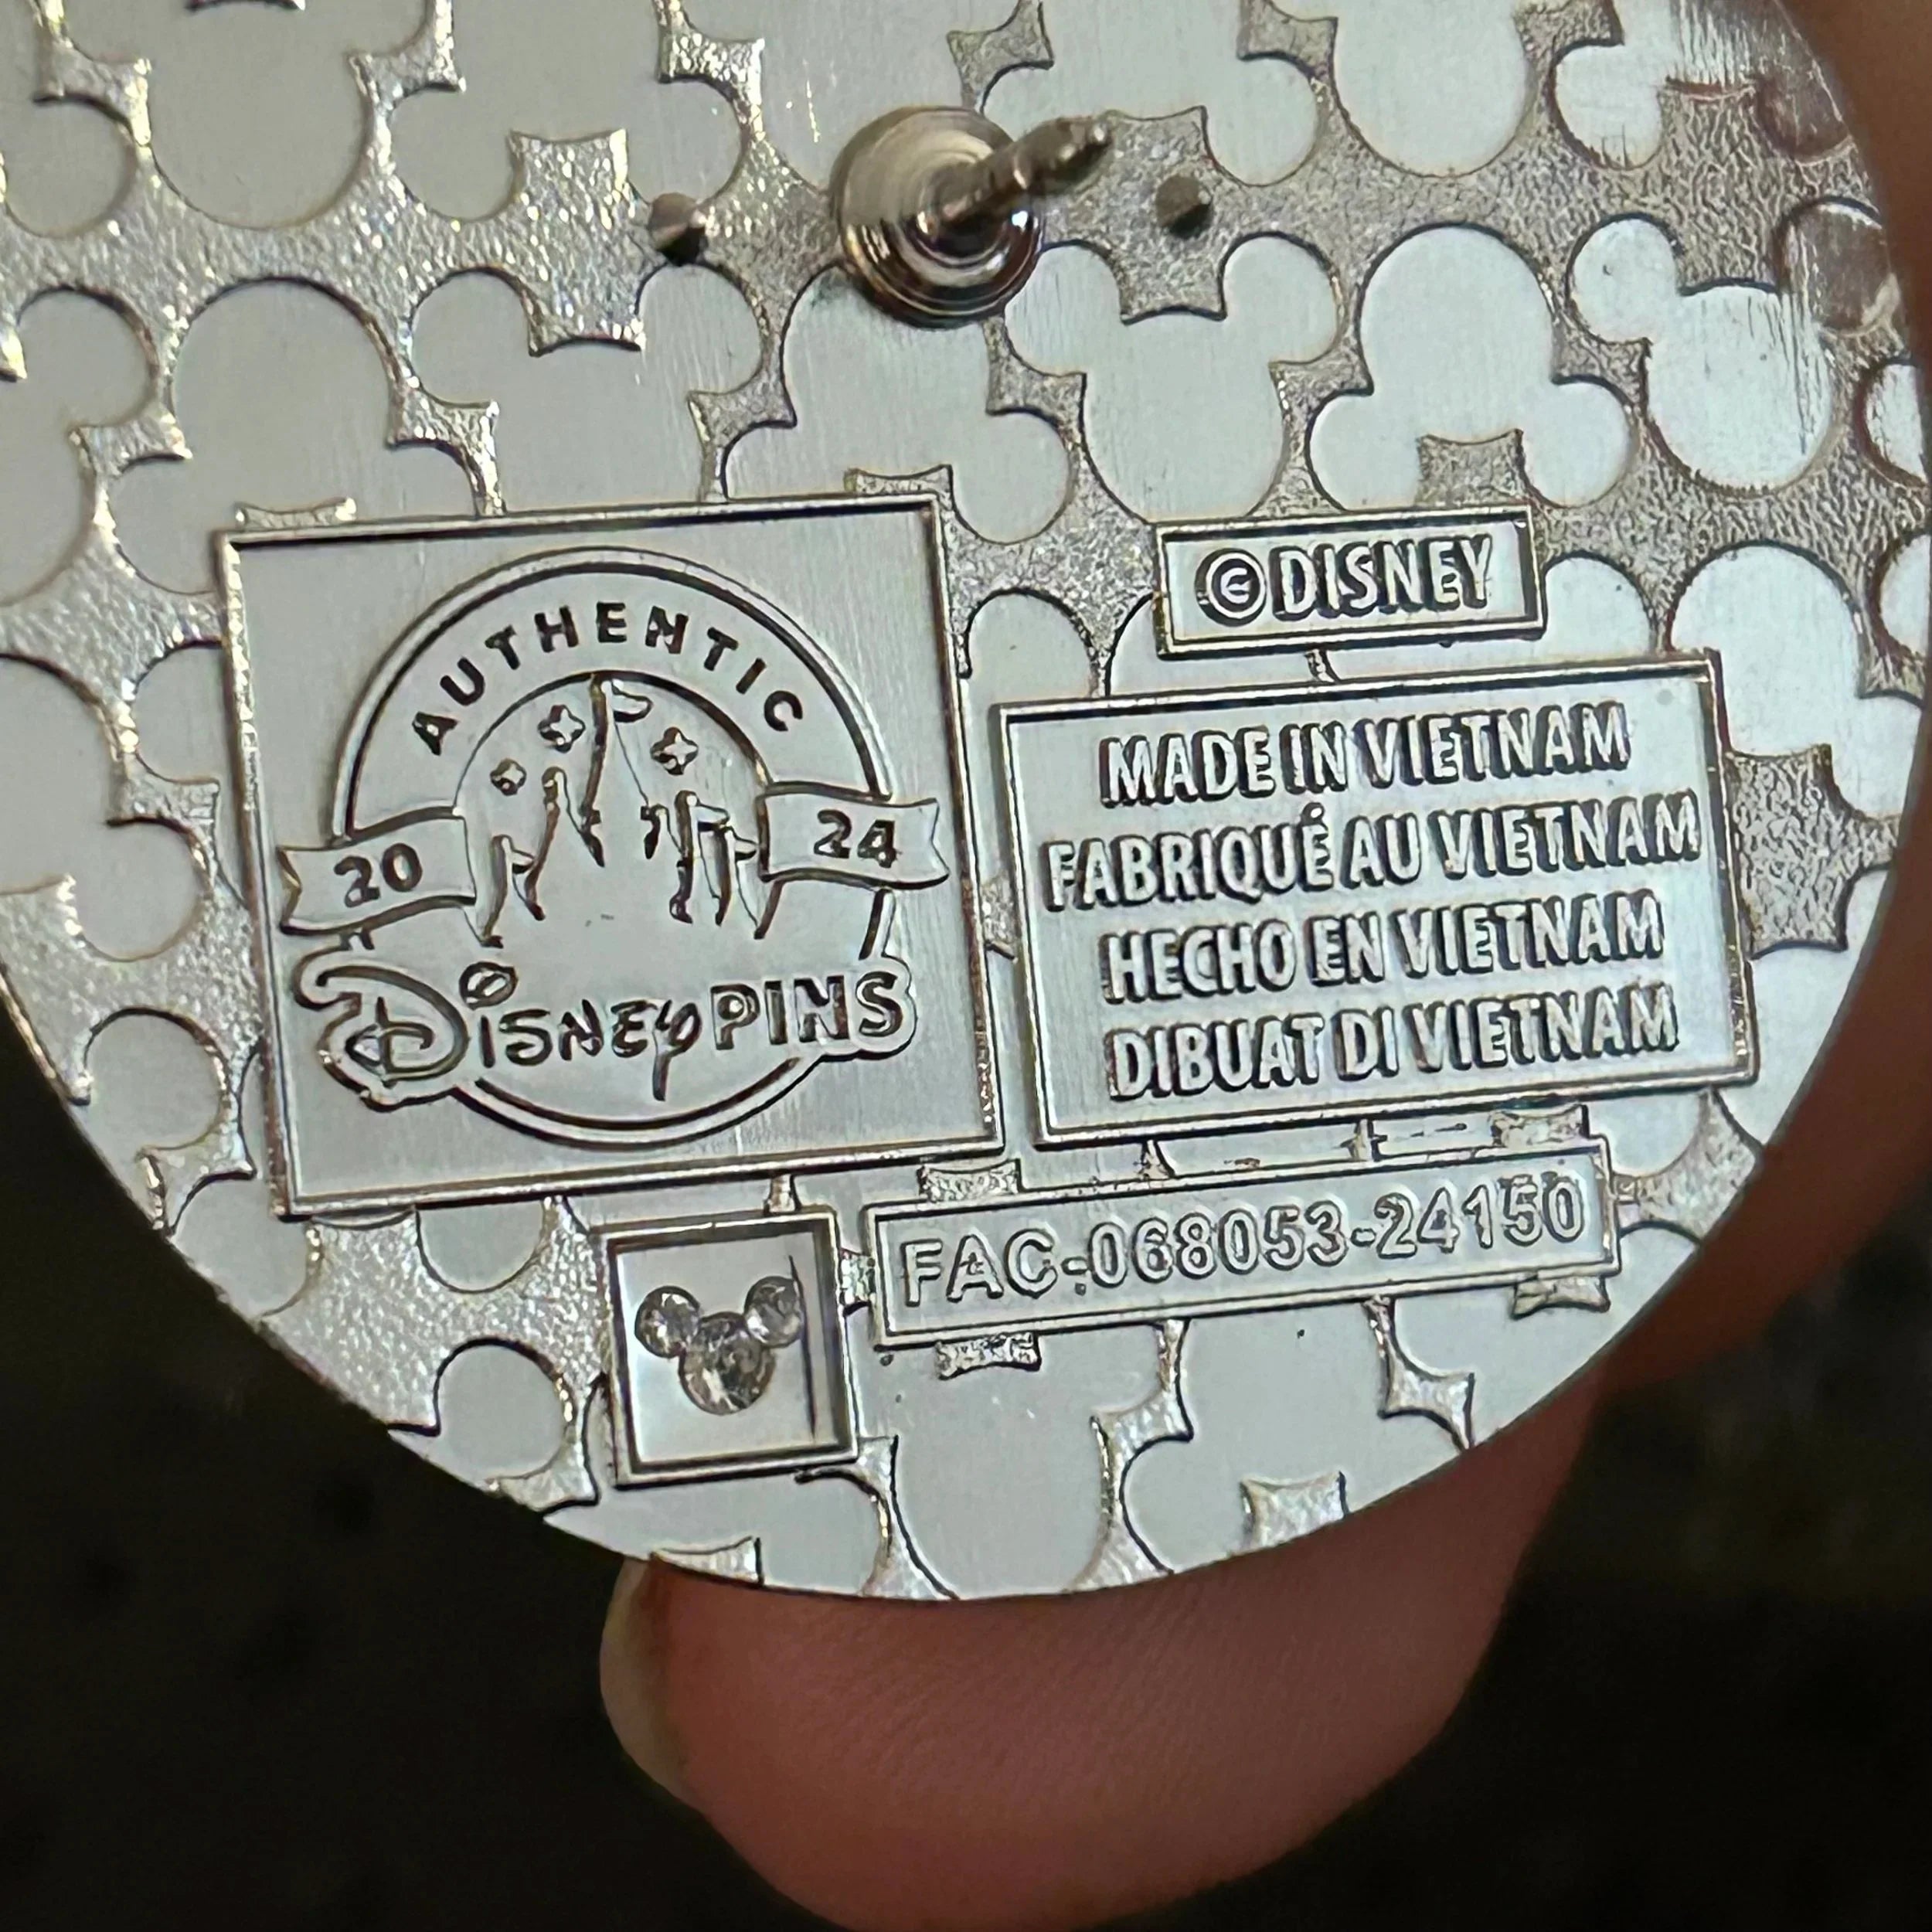 AUTHENTIC
20 24
Disney PINS
©DISNEY
MADE IN VIETNAM
FABRIQUÉ AU VIETNAM
HECHO EN VIETNAM
DIBUAT DI VIETNAM
FAC-068053-24150